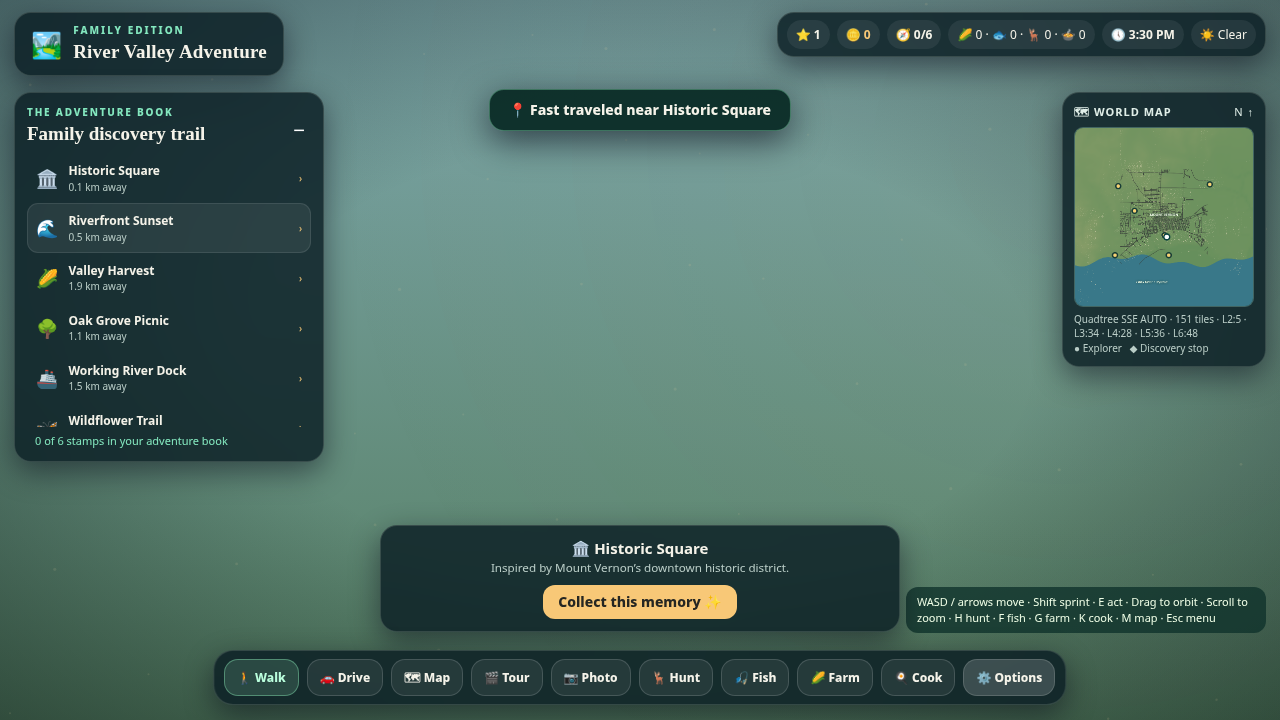 FAMILY EDITION
River Valley Adventure
1
0
0/6
0 · 0 · 0 · 0
3:30 PM
Clear
THE ADVENTURE BOOK
Family discovery trail
−
Historic Square
0.1 km away
Riverfront Sunset
0.5 km away
Valley Harvest
1.9 km away
Oak Grove Picnic
1.1 km away
Working River Dock
1.5 km away
Wildflower Trail
0 of 6 stamps in your adventure book
Fast traveled near Historic Square
WORLD MAP
N ↑
Quadtree SSE AUTO · 151 tiles · L2:5 ·
L3:34 · L4:28 · L5:36 · L6:48
● Explorer ◆ Discovery stop
Historic Square
Inspired by Mount Vernon’s downtown historic district.
Collect this memory
WASD / arrows move · Shift sprint · E act · Drag to orbit · Scroll to
zoom · H hunt · F fish · G farm · K cook · M map · Esc menu
Walk
Drive
Map
Tour
Photo
Hunt
Fish
Farm
Cook
Options